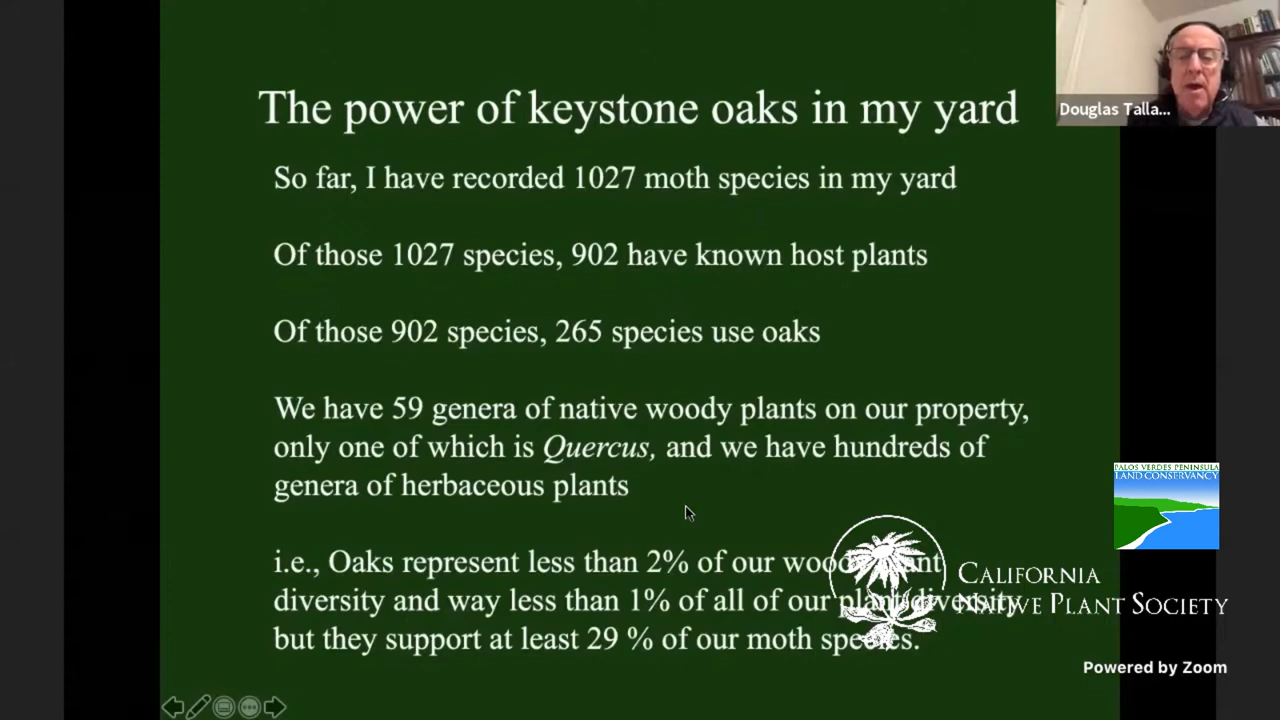 The power of keystone oaks in my yard
So far, I have recorded 1027 moth species in my yard
Of those 1027 species, 902 have known host plants
Of those 902 species, 265 species use oaks
We have 59 genera of native woody plants on our property,
only one of which is Quercus, and we have hundreds of
genera of herbaceous plants
i.e., Oaks represent less than 2% of our woody plant
diversity and way less than 1% of all of our plant diversity
but they support at least 29 % of our moth species.
Douglas Talla...
PALOS VERDES PENINSULA
LAND CONSERVANCY
CALIFORNIA
NATIVE PLANT SOCIETY
Powered by Zoom